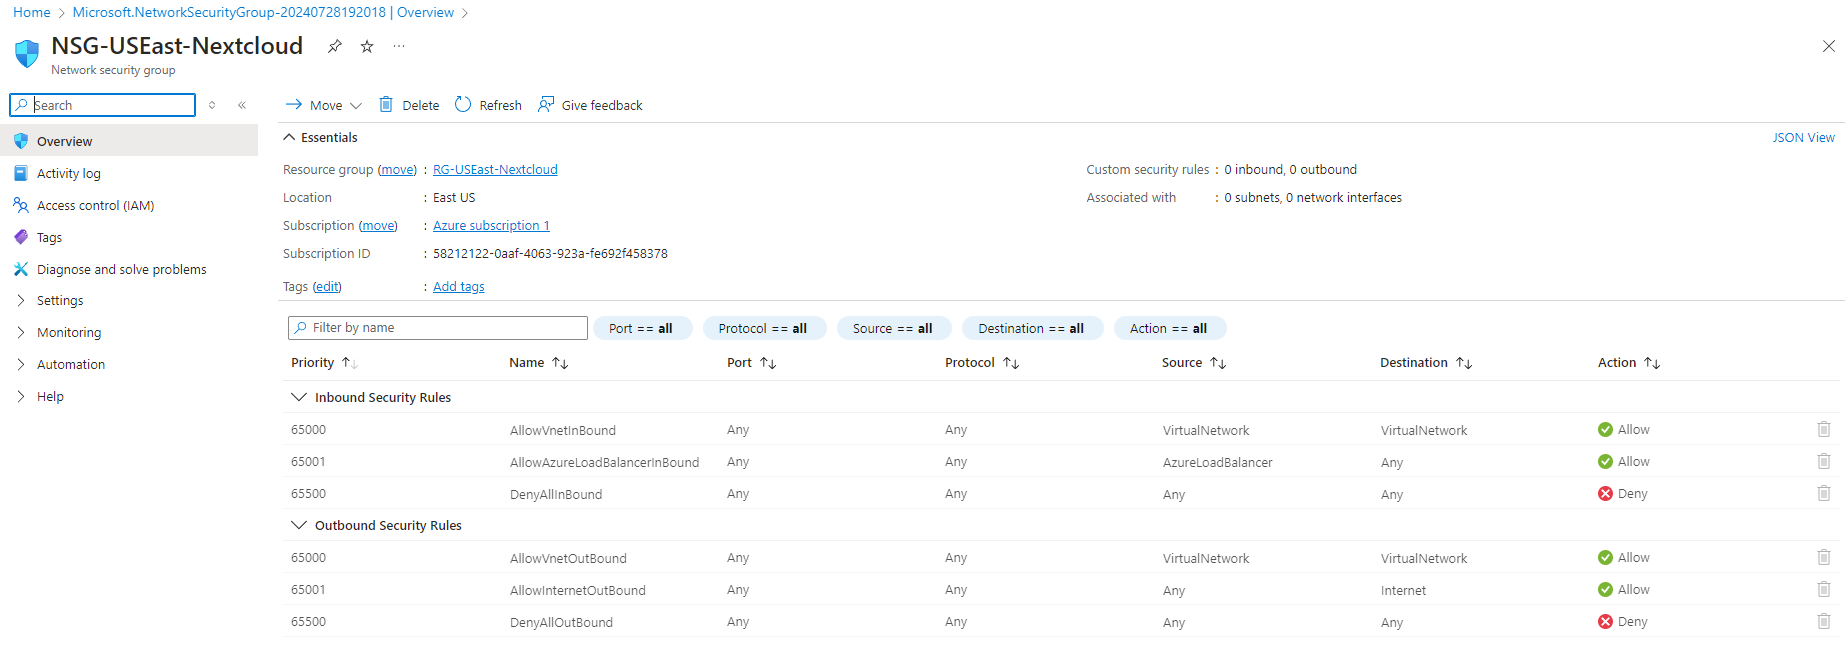 Home > Microsoft.NetworkSecurityGroup-20240728192018 | Overview >
NSG-USEast-Nextcloud
Network security group
Search
Move Delete Refresh Give feedback
Overview
Activity log
Access control (IAM)
Tags
Diagnose and solve problems
Settings
Monitoring
Automation
Help
Essentials JSON View
Resource group (move) : RG-USEast-Nextcloud Custom security rules : 0 inbound, 0 outbound
Location : East US Associated with : 0 subnets, 0 network interfaces
Subscription (move) : Azure subscription 1
Subscription ID : 58212122-0aaf-4063-923a-fe692f458378
Tags (edit) : Add tags
Filter by name Port == all Protocol == all Source == all Destination == all Action == all
Priority Name Port Protocol Source Destination Action
Inbound Security Rules
65000 AllowVnetInBound Any Any VirtualNetwork VirtualNetwork Allow
65001 AllowAzureLoadBalancerInBound Any Any AzureLoadBalancer Any Allow
65500 DenyAllInBound Any Any Any Any Deny
Outbound Security Rules
65000 AllowVnetOutBound Any Any VirtualNetwork VirtualNetwork Allow
65001 AllowInternetOutBound Any Any Any Internet Allow
65500 DenyAllOutBound Any Any Any Any Deny